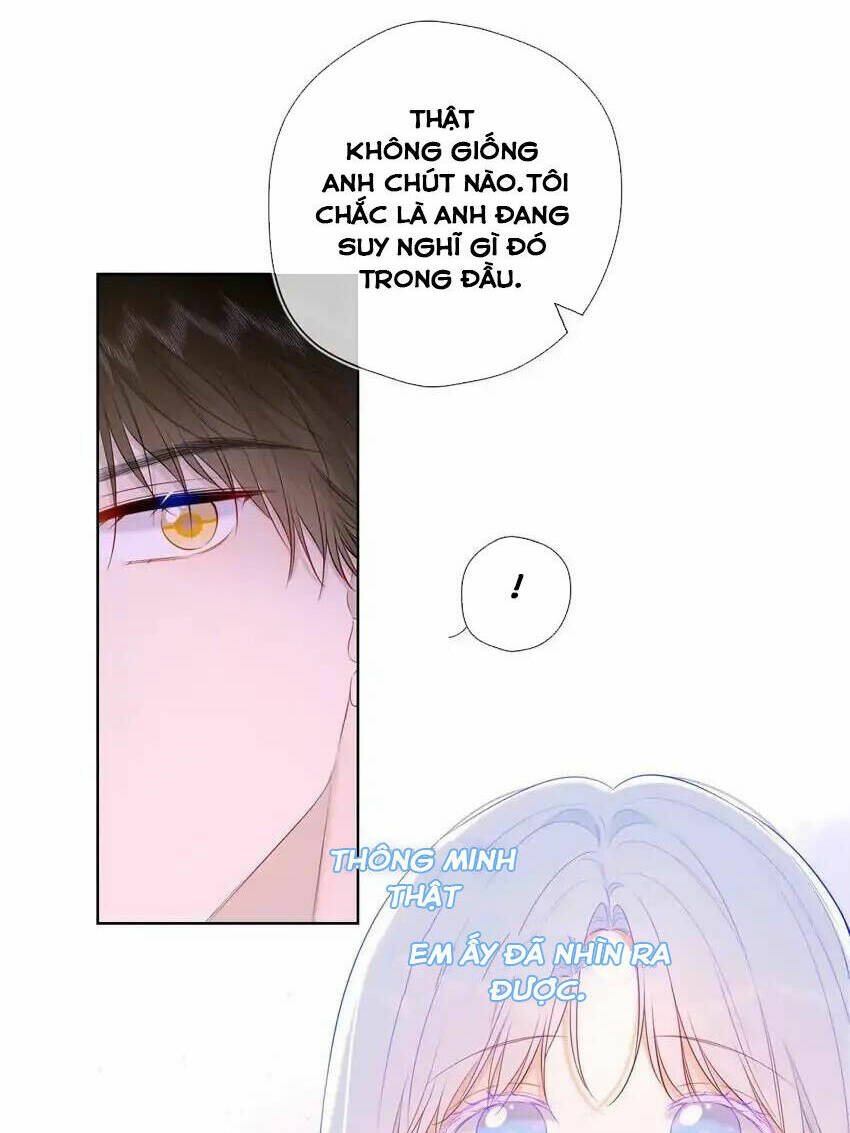 THẬT
KHÔNG GIỐNG
ANH CHÚT NÀO.TÔI
CHẮC LÀ ANH ĐANG
SUY NGHĨ GÌ ĐÓ
TRONG ĐẦU.
!
THÔNG MINH
THẬT
EM ẤY ĐÃ NHÌN RA
ĐƯỢC.